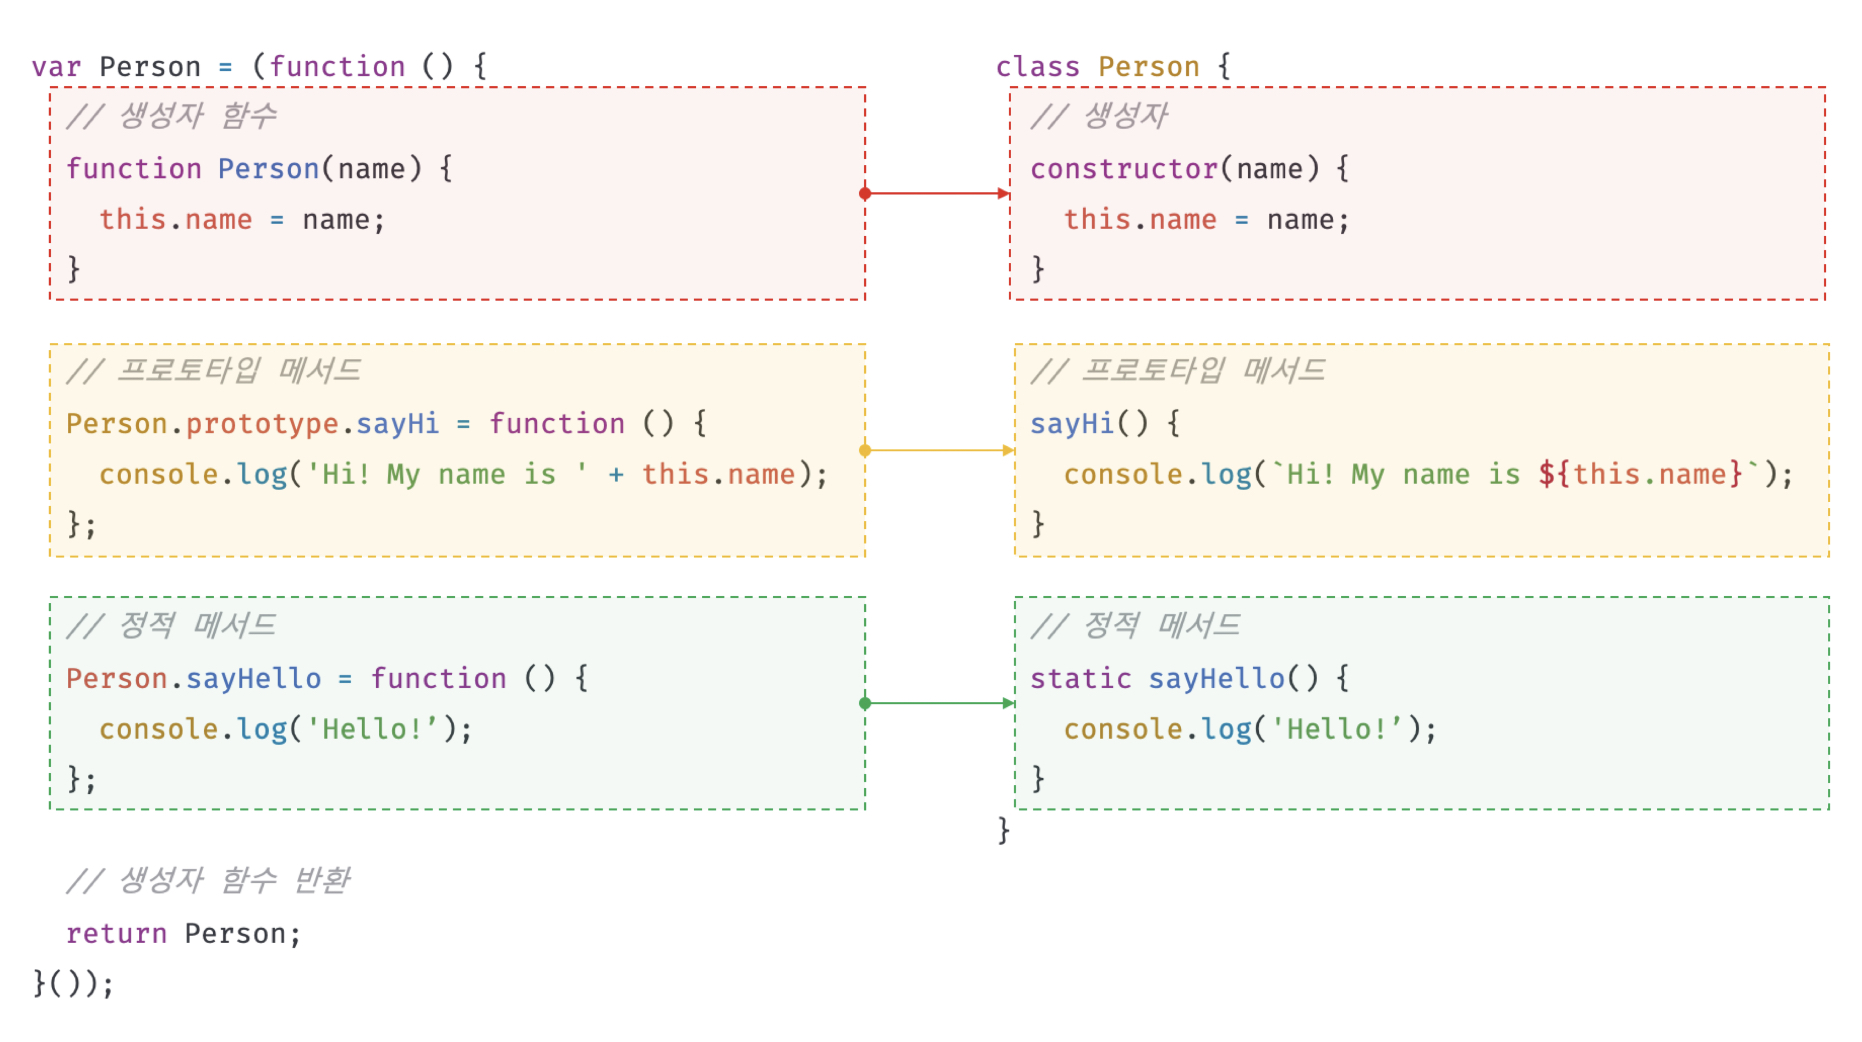 var Person = (function () {
// 생성자 함수
function Person(name) {
this.name = name;
}
// 프로토타입 메서드
Person.prototype.sayHi = function () {
console.log('Hi! My name is ' + this.name);
};
// 정적 메서드
Person.sayHello = function () {
console.log('Hello!’);
};
// 생성자 함수 반환
return Person;
}());
class Person {
// 생성자
constructor(name) {
this.name = name;
}
// 프로토타입 메서드
sayHi() {
console.log(`Hi! My name is ${this.name}`);
}
// 정적 메서드
static sayHello() {
console.log('Hello!’);
}
}